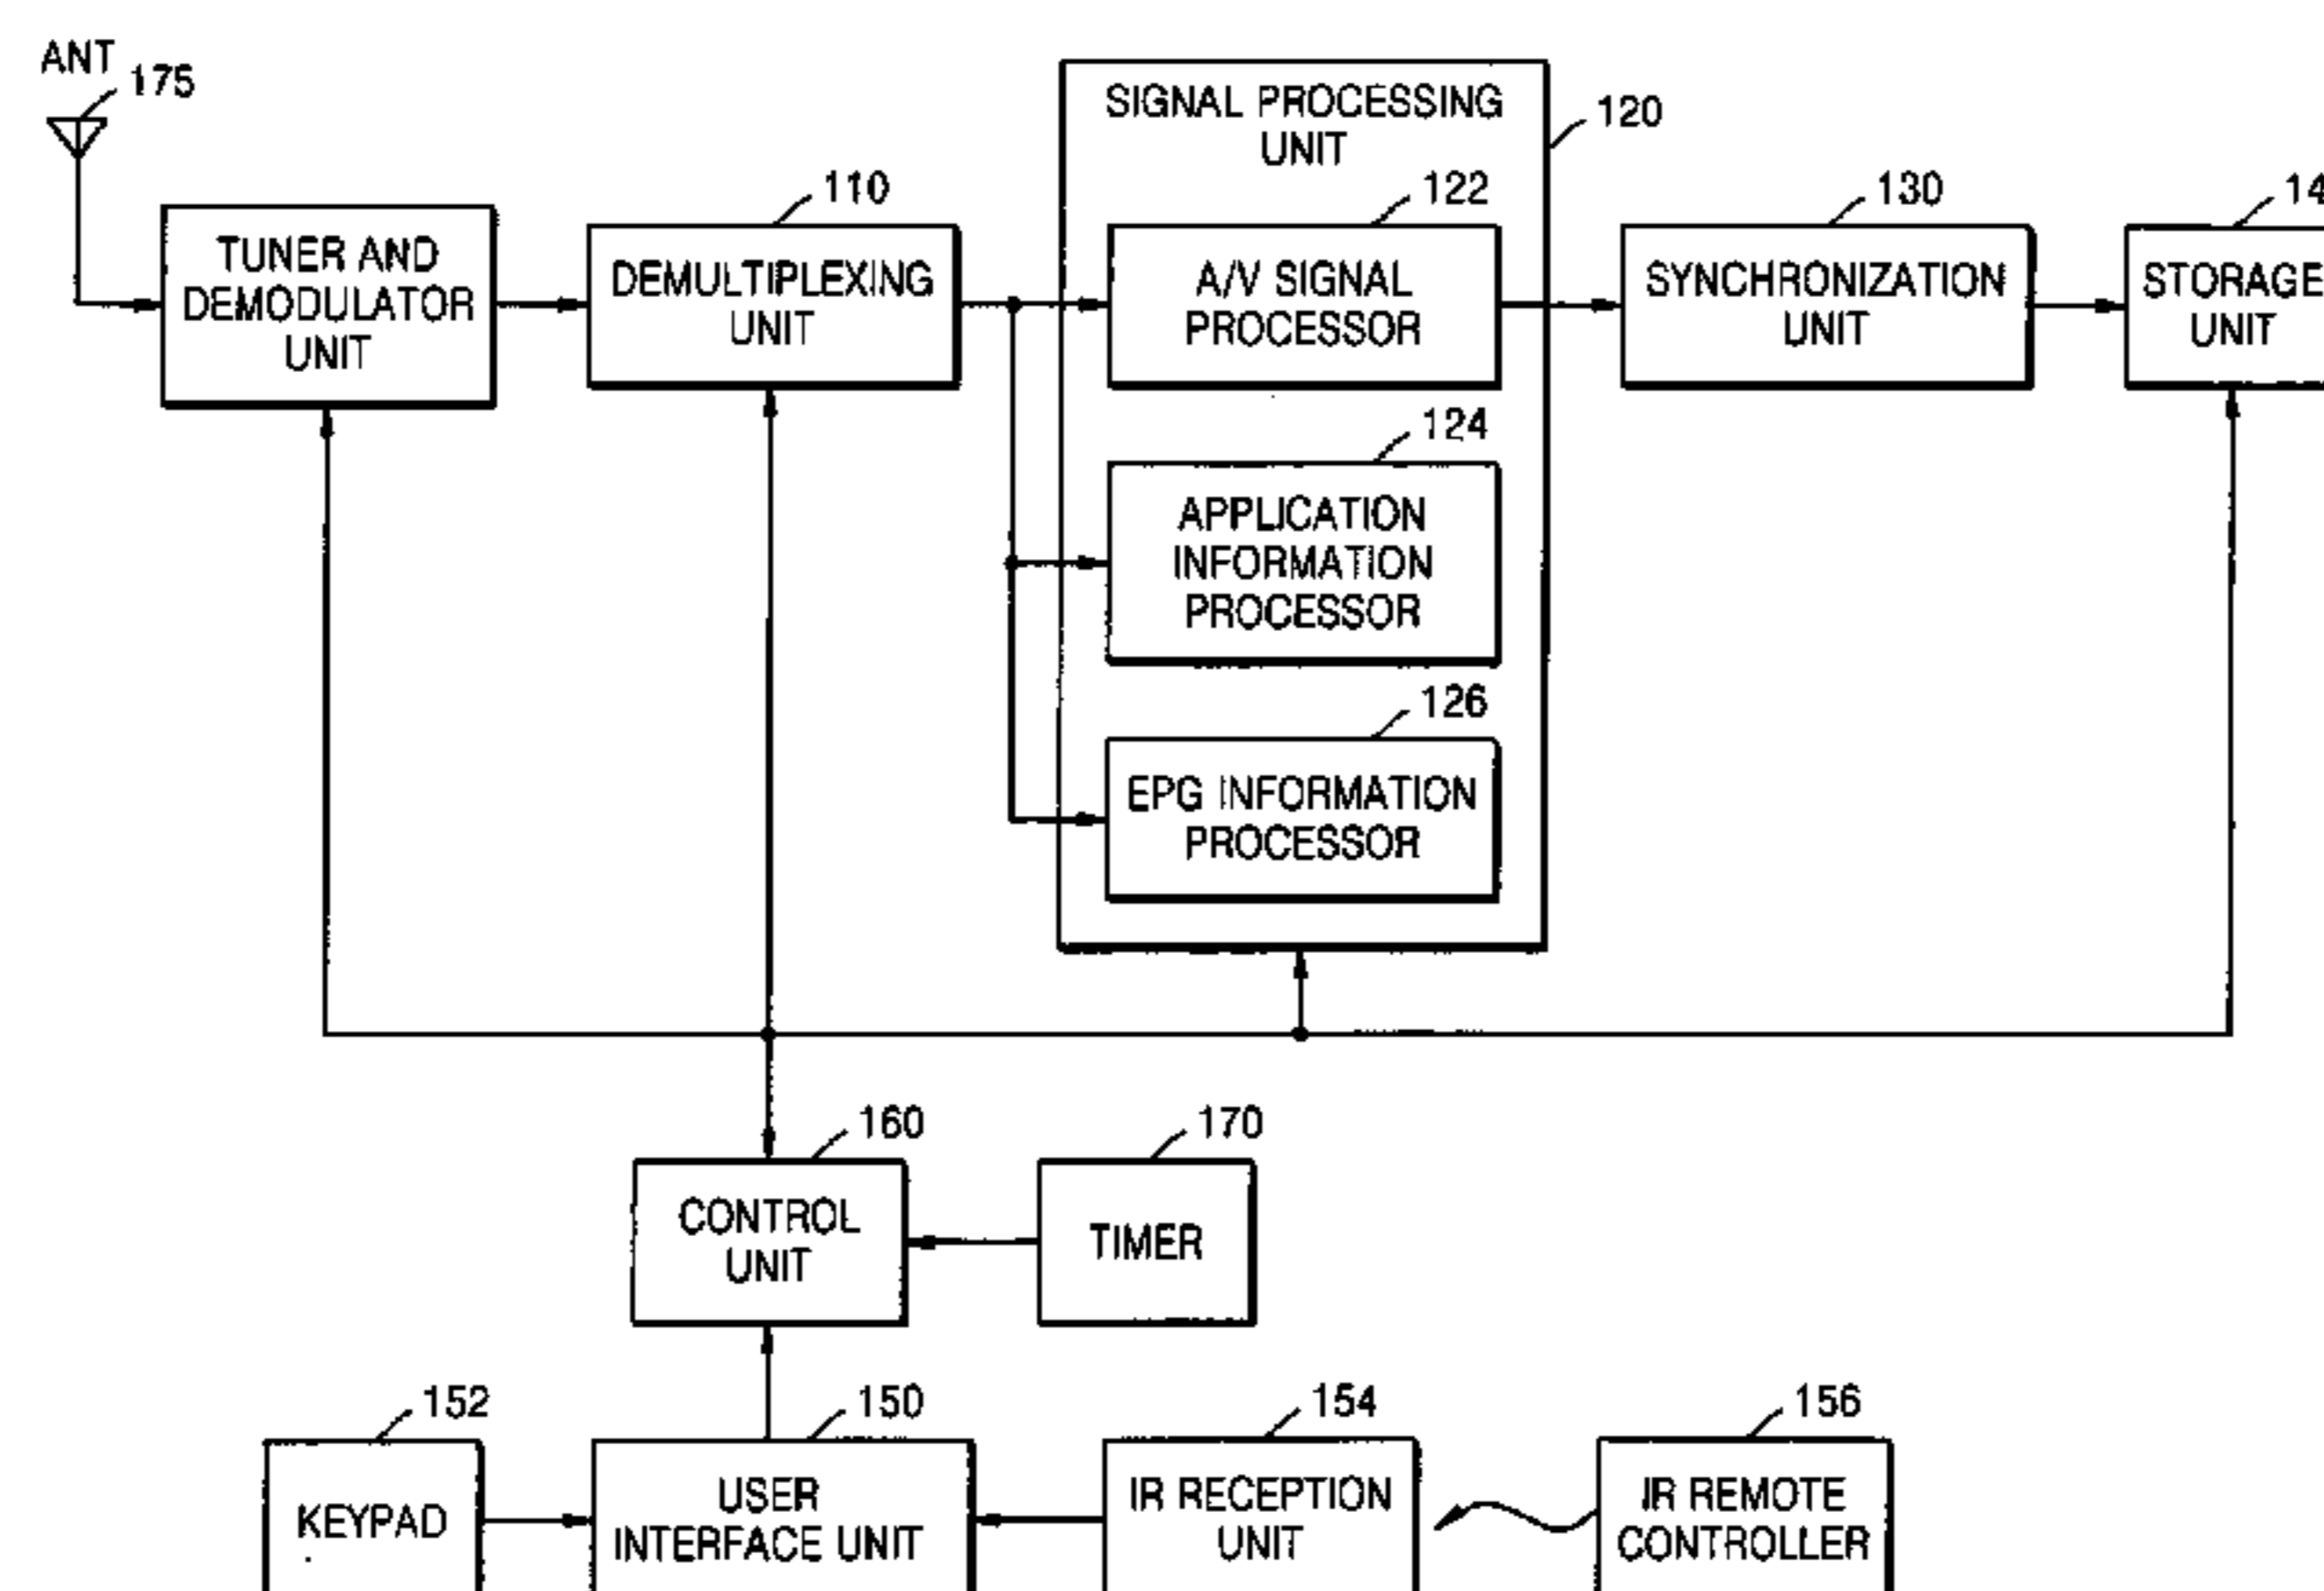 ANT
175
SIGNAL PROCESSING
UNIT
120
110
122
130
TUNER AND
DEMODULATOR
UNIT
DEMULTIPLEXING
UNIT
A/V SIGNAL
PROCESSOR
SYNCHRONIZATION
UNIT
STORAGE
UNIT
124
APPLICATION
INFORMATION
PROCESSOR
126
EPG INFORMATION
PROCESSOR
160
170
CONTROL
UNIT
TIMER
152
150
154
156
KEYPAD
USER
INTERFACE UNIT
IR RECEPTION
UNIT
IR REMOTE
CONTROLLER